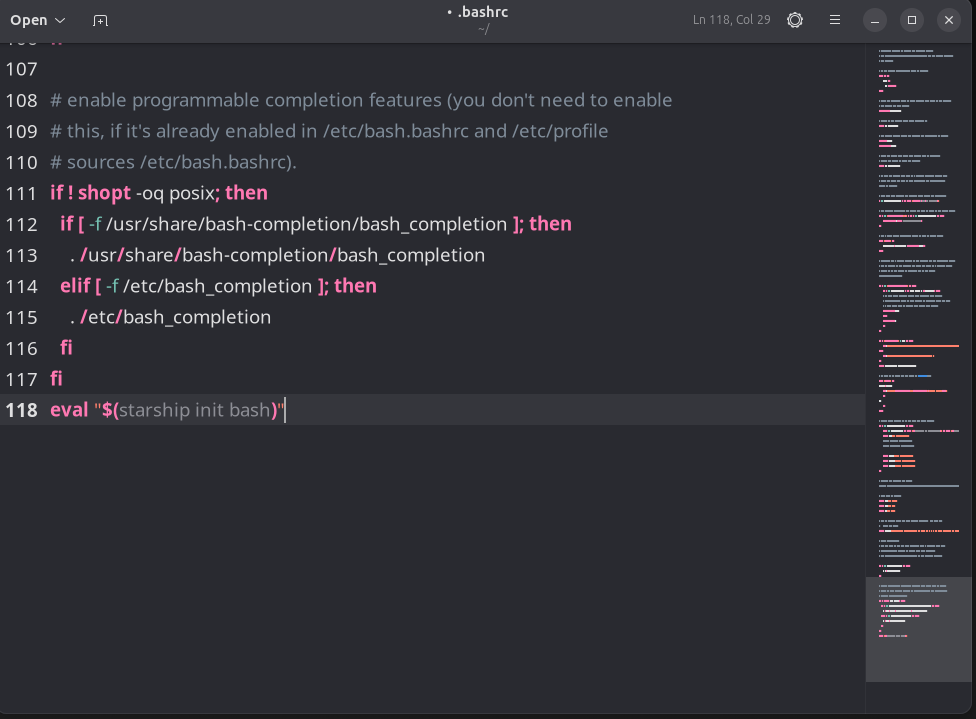 Open
• .bashrc
~/
Ln 118, Col 29
107
108 # enable programmable completion features (you don't need to enable
109 # this, if it's already enabled in /etc/bash.bashrc and /etc/profile
110 # sources /etc/bash.bashrc).
111 if ! shopt -oq posix; then
112   if [ -f /usr/share/bash-completion/bash_completion ]; then
113     . /usr/share/bash-completion/bash_completion
114   elif [ -f /etc/bash_completion ]; then
115     . /etc/bash_completion
116   fi
117 fi
118 eval "$(starship init bash)"